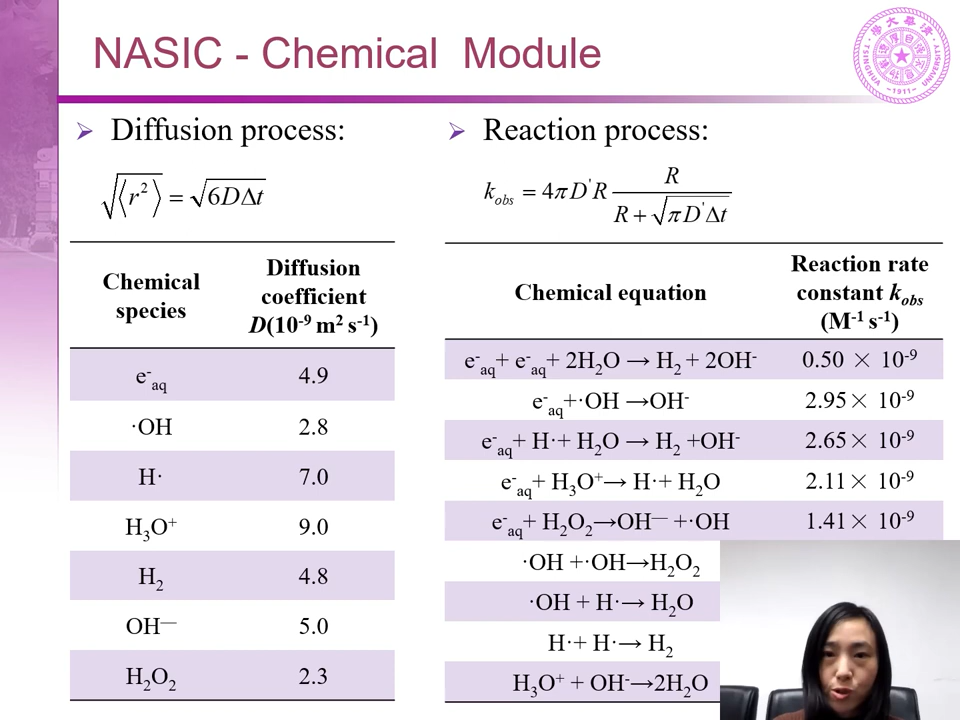 NASIC - Chemical Module
TSINGHUA UNIVERSITY
-1911-
➢ Diffusion process:
√⟨r²⟩ = √6DΔt
Chemical species
Diffusion coefficient D(10⁻⁹ m² s⁻¹)
e⁻aq 4.9
·OH 2.8
H· 7.0
H₃O⁺ 9.0
H₂ 4.8
OH— 5.0
H₂O₂ 2.3
➢ Reaction process:
k_obs = 4πD'R R / (R + √πD'Δt)
Chemical equation
Reaction rate constant k_obs (M⁻¹ s⁻¹)
e⁻aq+ e⁻aq+ 2H₂O → H₂ + 2OH⁻ 0.50 × 10⁻⁹
e⁻aq+·OH →OH⁻ 2.95× 10⁻⁹
e⁻aq+ H·+ H₂O → H₂ +OH⁻ 2.65× 10⁻⁹
e⁻aq+ H₃O⁺→ H·+ H₂O 2.11× 10⁻⁹
e⁻aq+ H₂O₂→OH— +·OH 1.41× 10⁻⁹
·OH +·OH→H₂O₂
·OH + H·→ H₂O
H·+ H·→ H₂
H₃O⁺ + OH⁻→2H₂O